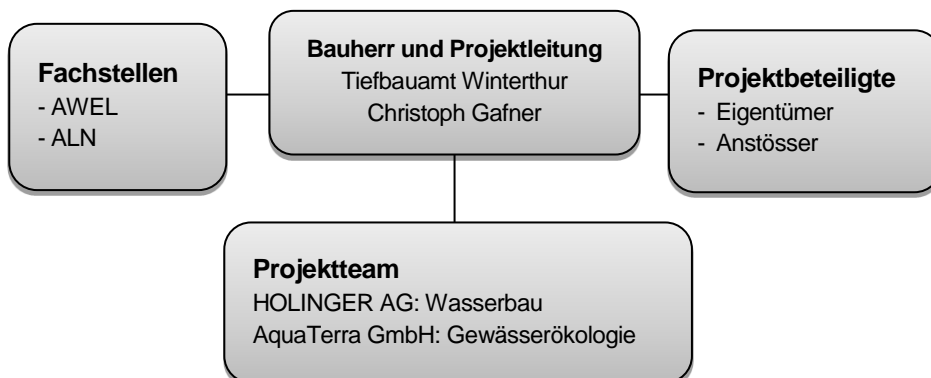 Fachstellen
- AWEL
- ALN
Bauherr und Projektleitung
Tiefbauamt Winterthur
Christoph Gafner
Projektbeteiligte
- Eigentümer
- Anstösser
Projektteam
HOLINGER AG: Wasserbau
AquaTerra GmbH: Gewässerökologie